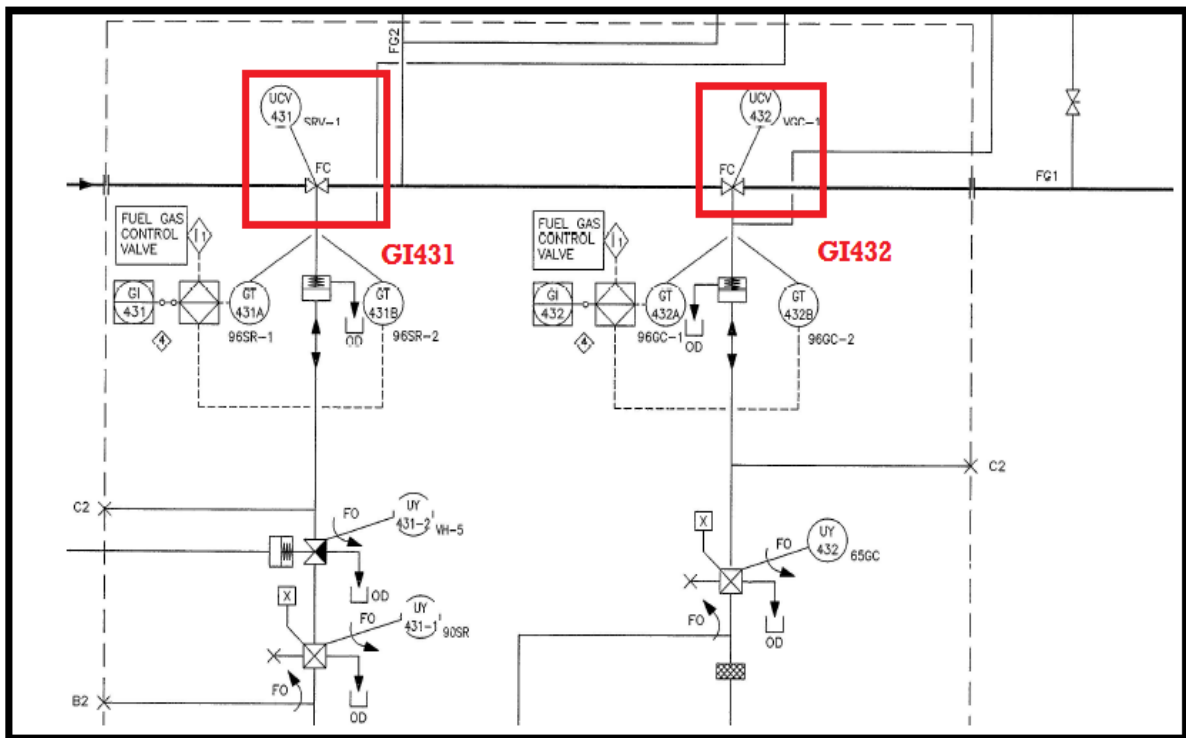 FG2
UCV
431
SRV-1
FC
UCV
432
VGC-1
FC
FG1
FUEL GAS
CONTROL
VALVE
1
GI431
FUEL GAS
CONTROL
VALVE
1
GI432
GI
431
GT
431A
GT
431B
OD
4
96SR-1
96SR-2
GI
432
GT
432A
GT
432B
4
96GC-1
OD
96GC-2
C2
C2
FO
UY
431-2
VH-5
OD
X
FO
UY
432
65GC
X
FO
UY
431-1
90SR
FO
OD
B2
FO
OD